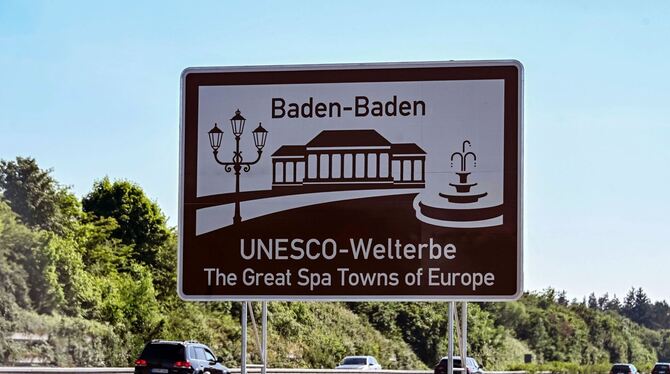 Baden-Baden
UNESCO-Welterbe
The Great Spa Towns of Europe